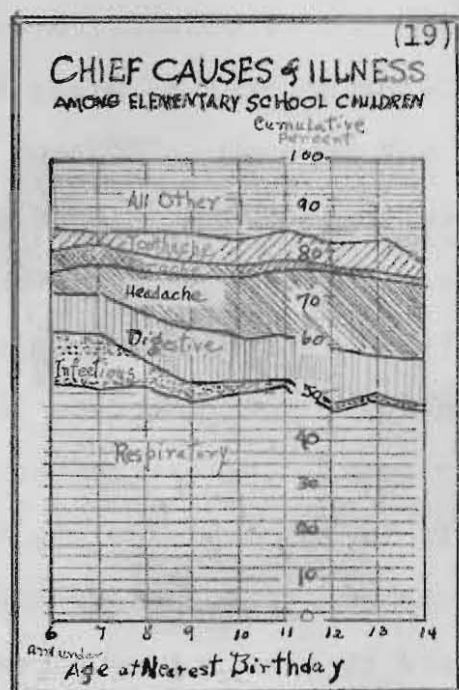 (19)
CHIEF CAUSES of ILLNESS
AMONG ELEMENTARY SCHOOL CHILDREN
Cumulative
Percent
100
All Other
90
Toothache
80
Headache
70
60
Digestive
Infectious
50
40
Respiratory
30
20
10
0
6 7 8 9 10 11 12 13 14
and under
Age at Nearest Birthday